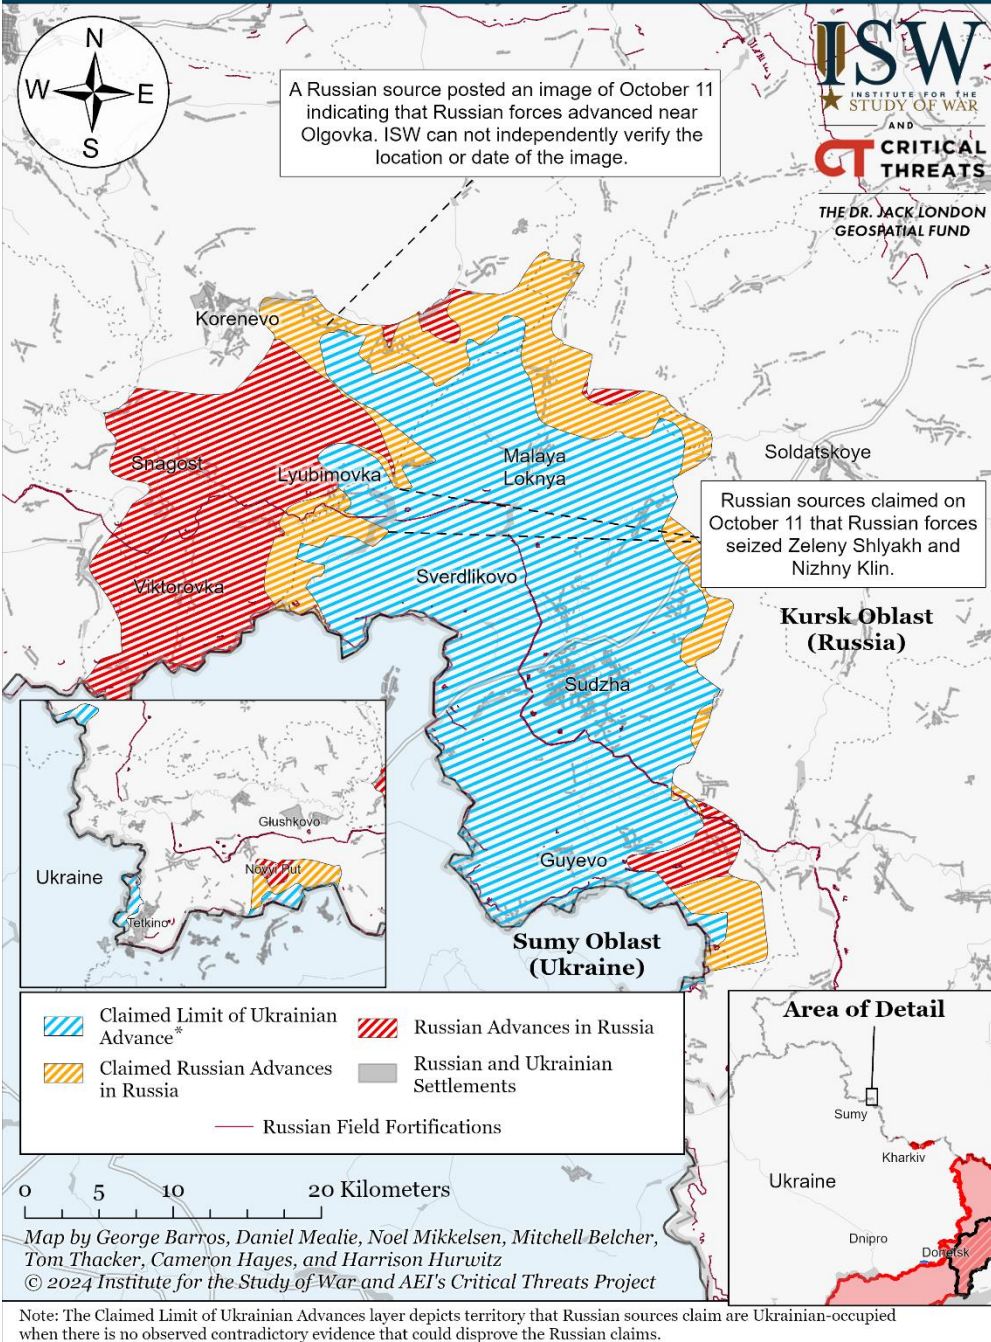 N
W
E
S
A Russian source posted an image of October 11
indicating that Russian forces advanced near
Olgovka. ISW can not independently verify the
location or date of the image.
ISW
INSTITUTE FOR THE
STUDY OF WAR
AND
CT CRITICAL
THREATS
THE DR. JACK LONDON
GEOSPATIAL FUND
Korenevo
Snagost
Lyubimovka
Malaya
Loknya
Soldatskoye
Russian sources claimed on
October 11 that Russian forces
seized Zeleny Shlyakh and
Nizhny Klin.
Viktorovka
Sverdlikovo
Kursk Oblast
(Russia)
Sudzha
Glushkovo
Ukraine
Novyi Put
Tetkino
Guyevo
Sumy Oblast
(Ukraine)
Claimed Limit of Ukrainian
Advance*
Russian Advances in Russia
Claimed Russian Advances
in Russia
Russian and Ukrainian
Settlements
Russian Field Fortifications
Area of Detail
Sumy
Kharkiv
Ukraine
Dnipro
Donetsk
0 5 10 20 Kilometers
Map by George Barros, Daniel Mealie, Noel Mikkelsen, Mitchell Belcher,
Tom Thacker, Cameron Hayes, and Harrison Hurwitz
© 2024 Institute for the Study of War and AEI's Critical Threats Project
Note: The Claimed Limit of Ukrainian Advances layer depicts territory that Russian sources claim are Ukrainian-occupied
when there is no observed contradictory evidence that could disprove the Russian claims.